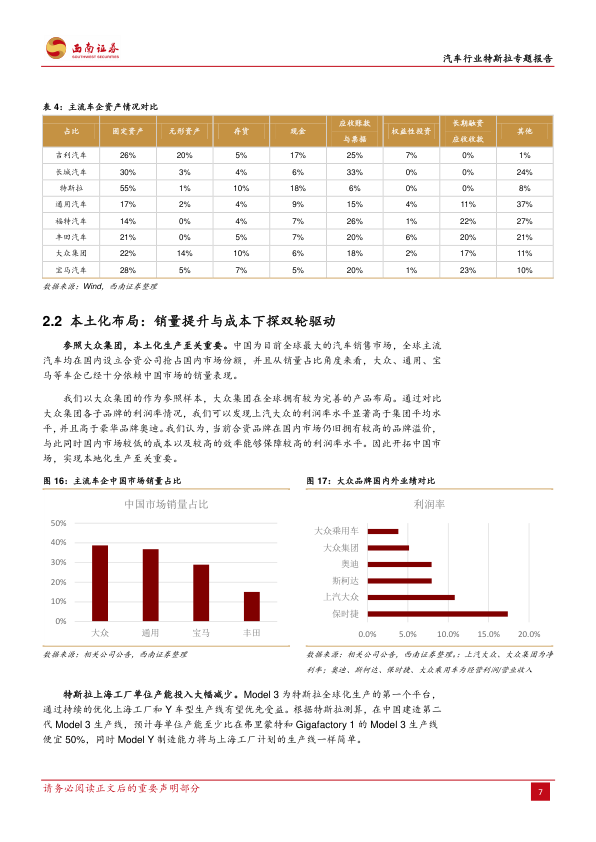 西南证券
SOUTHWEST SECURITIES
汽车行业特斯拉专题报告
表 4：主流车企资产情况对比
占比 固定资产 无形资产 存货 现金 应收账款与票据 权益性投资 长期融资应收收款 其他
吉利汽车 26% 20% 5% 17% 25% 7% 0% 1%
长城汽车 30% 3% 4% 6% 33% 0% 0% 24%
特斯拉 55% 1% 10% 18% 6% 0% 0% 8%
通用汽车 17% 2% 4% 9% 15% 4% 11% 37%
福特汽车 14% 0% 4% 7% 26% 1% 22% 27%
丰田汽车 21% 0% 5% 7% 20% 6% 20% 21%
大众集团 22% 14% 10% 6% 18% 2% 17% 11%
宝马汽车 28% 5% 7% 5% 20% 1% 23% 10%
数据来源：Wind，西南证券整理
2.2 本土化布局：销量提升与成本下探双轮驱动
参照大众集团，本土化生产至关重要。中国为目前全球最大的汽车销售市场，全球主流
汽车均在国内设立合资公司抢占国内市场份额，并且从销量占比角度来看，大众、通用、宝
马等车企已经十分依赖中国市场的销量表现。
我们以大众集团的作为参照样本，大众集团在全球拥有较为完善的产品布局。通过对比
大众集团各子品牌的利润率情况，我们可以发现上汽大众的利润率水平显著高于集团平均水
平，并且高于豪华品牌奥迪。我们认为，当前合资品牌在国内市场仍旧拥有较高的品牌溢价，
与此同时国内市场较低的成本以及较高的效率能够保障较高的利润率水平。因此开拓中国市
场，实现本地化生产至关重要。
图 16：主流车企中国市场销量占比
中国市场销量占比
50%
40%
30%
20%
10%
0%
大众 通用 宝马 丰田
数据来源：相关公司公告，西南证券整理
图 17：大众品牌国内外业绩对比
利润率
大众乘用车
大众集团
奥迪
斯柯达
上汽大众
保时捷
0.0% 5.0% 10.0% 15.0% 20.0%
数据来源：相关公司公告，西南证券整理。；上汽大众、大众集团为净
利率；奥迪、斯柯达、保时捷、大众乘用车为经营利润/营业收入
特斯拉上海工厂单位产能投入大幅减少。Model 3 为特斯拉全球化生产的第一个平台，
通过持续的优化上海工厂和 Y 车型生产线有望优先受益。根据特斯拉测算，在中国建造第二
代 Model 3 生产线，预计每单位产能至少比在弗里蒙特和 Gigafactory 1 的 Model 3 生产线
便宜 50%，同时 Model Y 制造能力将与上海工厂计划的生产线一样简单。
请务必阅读正文后的重要声明部分
7